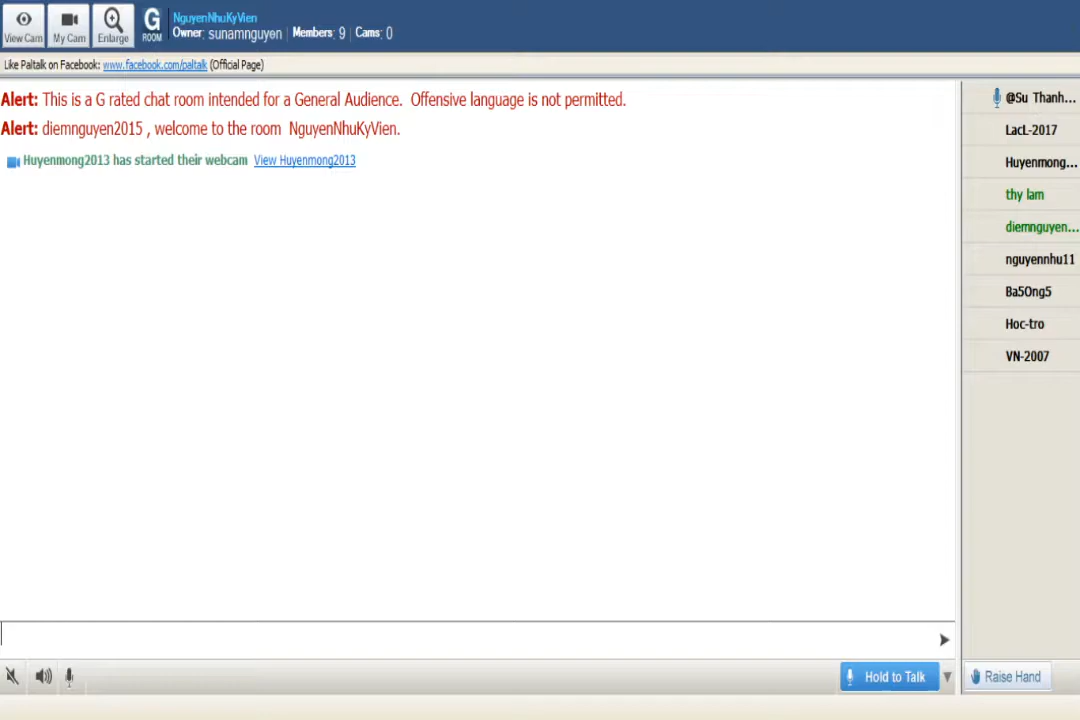 View Cam
My Cam
Enlarge
G
ROOM
NguyenNhuKyVien
Owner: sunamnguyen | Members: 9 | Cams: 0
Like Paltalk on Facebook: www.facebook.com/paltalk (Official Page)
Alert: This is a G rated chat room intended for a General Audience. Offensive language is not permitted.
Alert: diemnguyen2015 , welcome to the room NguyenNhuKyVien.
Huyenmong2013 has started their webcam View Huyenmong2013
@Su Thanh...
LacL-2017
Huyenmong...
thy lam
diemnguyen...
nguyennhu11
Ba5Ong5
Hoc-tro
VN-2007
Hold to Talk
Raise Hand